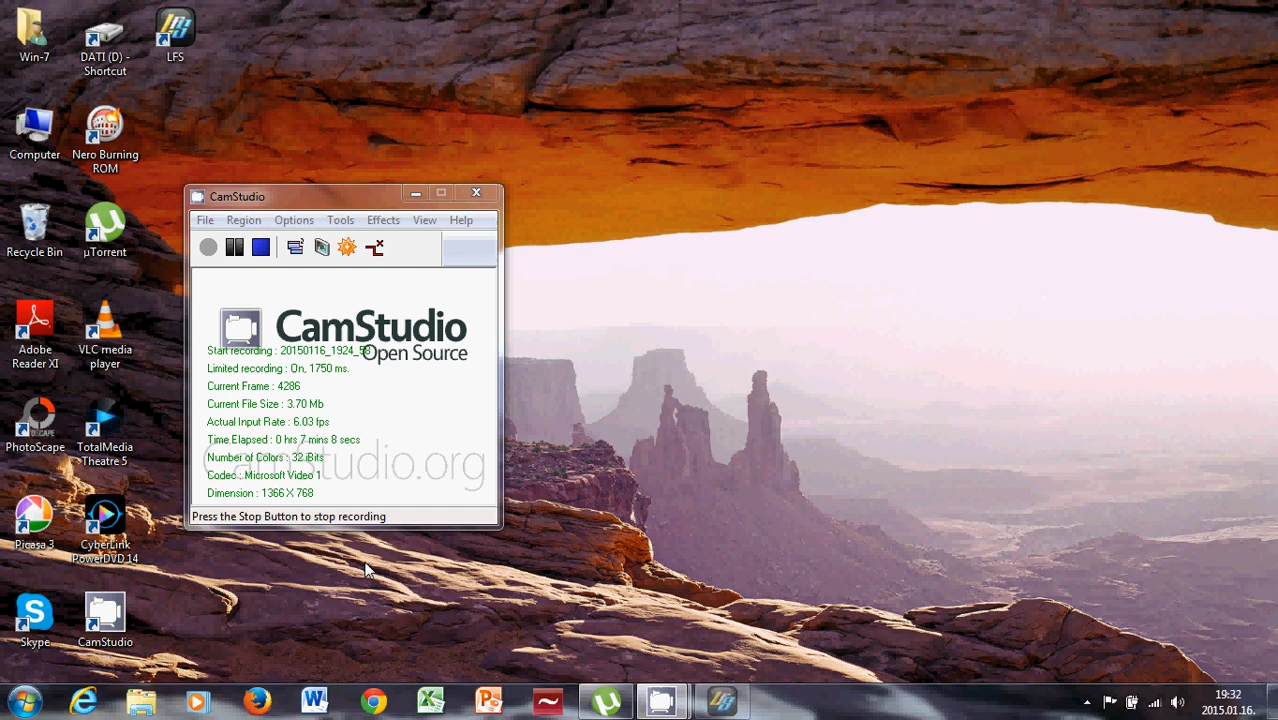 Win-7
DATI (D) -
Shortcut
LFS
Computer
Nero Burning
ROM
Recycle Bin
µTorrent
Adobe
Reader XI
VLC media
player
PhotoScape
TotalMedia
Theatre 5
Picasa 3
CyberLink
PowerDVD 14
Skype
CamStudio
CamStudio
File Region Options Tools Effects View Help
CamStudio
Open Source
Start recording : 20150116_1924_58
Limited recording : On, 1750 ms.
Current Frame : 4286
Current File Size : 3.70 Mb
Actual Input Rate : 6.03 fps
Time Elapsed : 0 hrs 7 mins 8 secs
Number of Colors : 32 Bits
CamStudio.org
Codec : Microsoft Video 1
Dimension : 1366 X 768
Press the Stop Button to stop recording
19:32
2015.01.16.